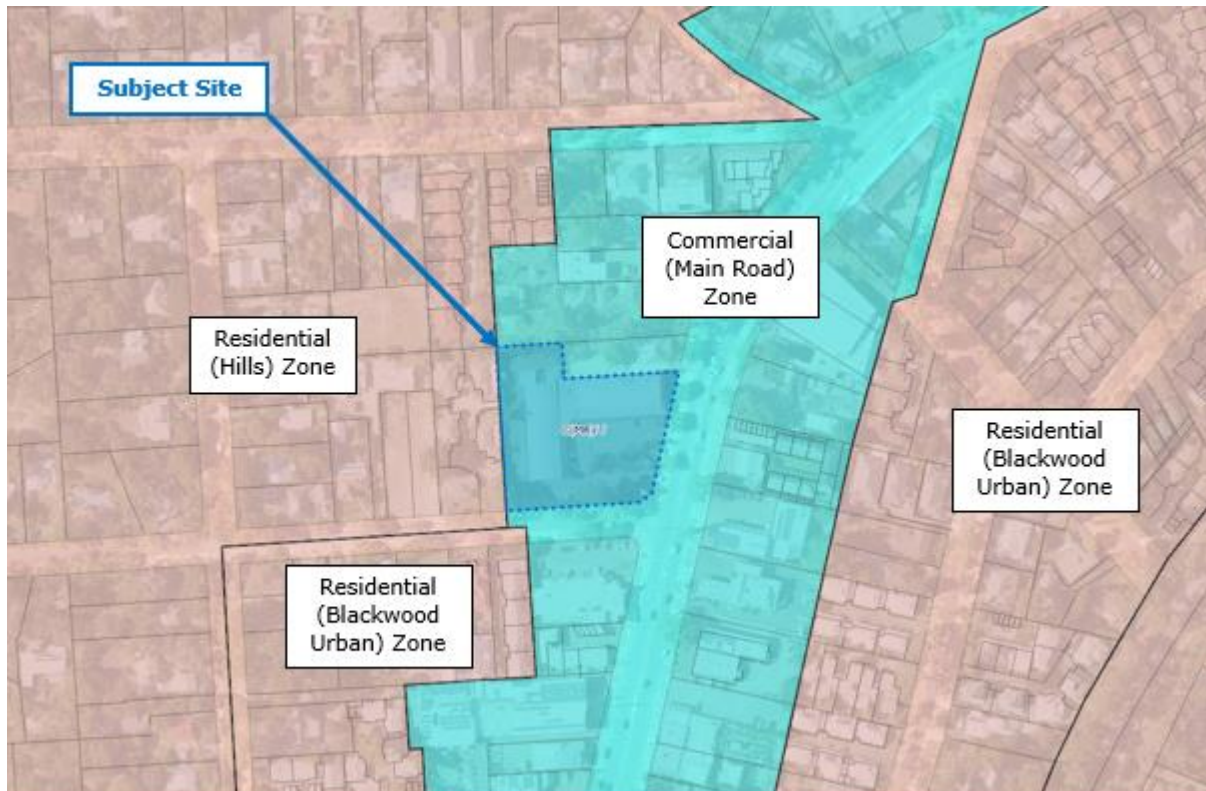 Subject Site
Commercial
(Main Road)
Zone
Residential
(Hills) Zone
Residential
(Blackwood
Urban) Zone
Residential
(Blackwood
Urban) Zone